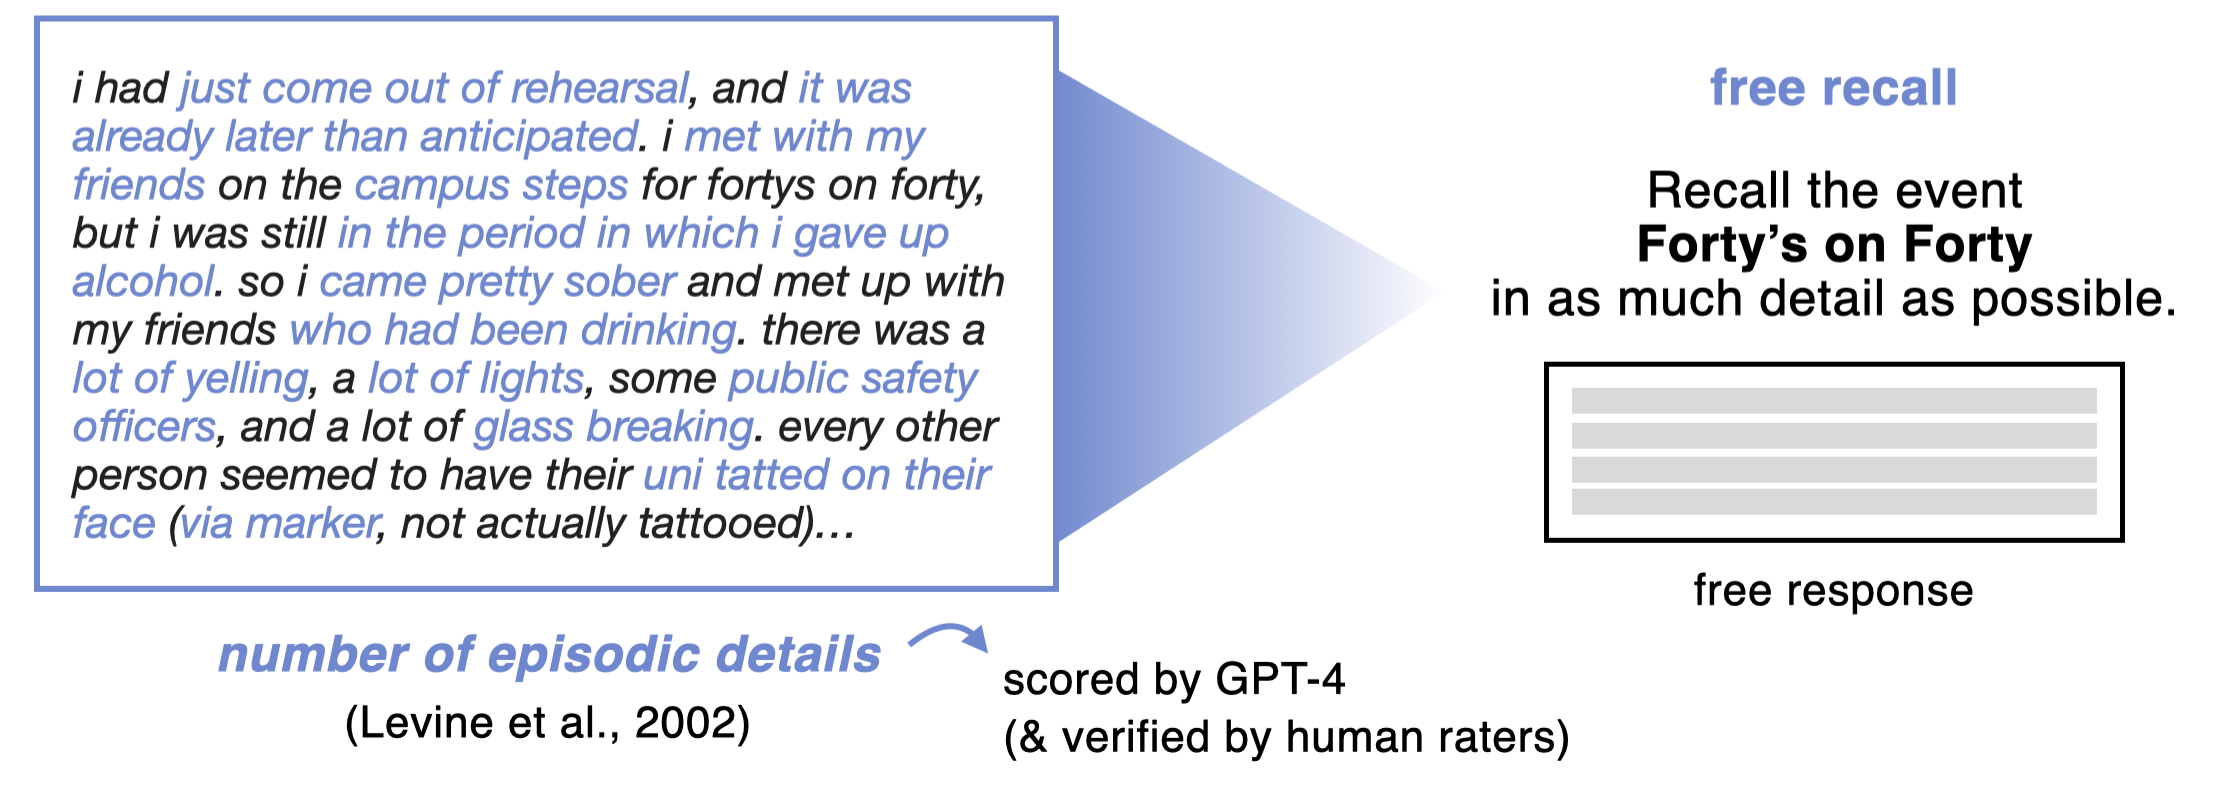 i had just come out of rehearsal, and it was
already later than anticipated. i met with my
friends on the campus steps for fortys on forty,
but i was still in the period in which i gave up
alcohol. so i came pretty sober and met up with
my friends who had been drinking. there was a
lot of yelling, a lot of lights, some public safety
officers, and a lot of glass breaking. every other
person seemed to have their uni tatted on their
face (via marker, not actually tattooed)…
number of episodic details
(Levine et al., 2002)
scored by GPT-4
(& verified by human raters)
free recall
Recall the event
Forty’s on Forty
in as much detail as possible.
free response